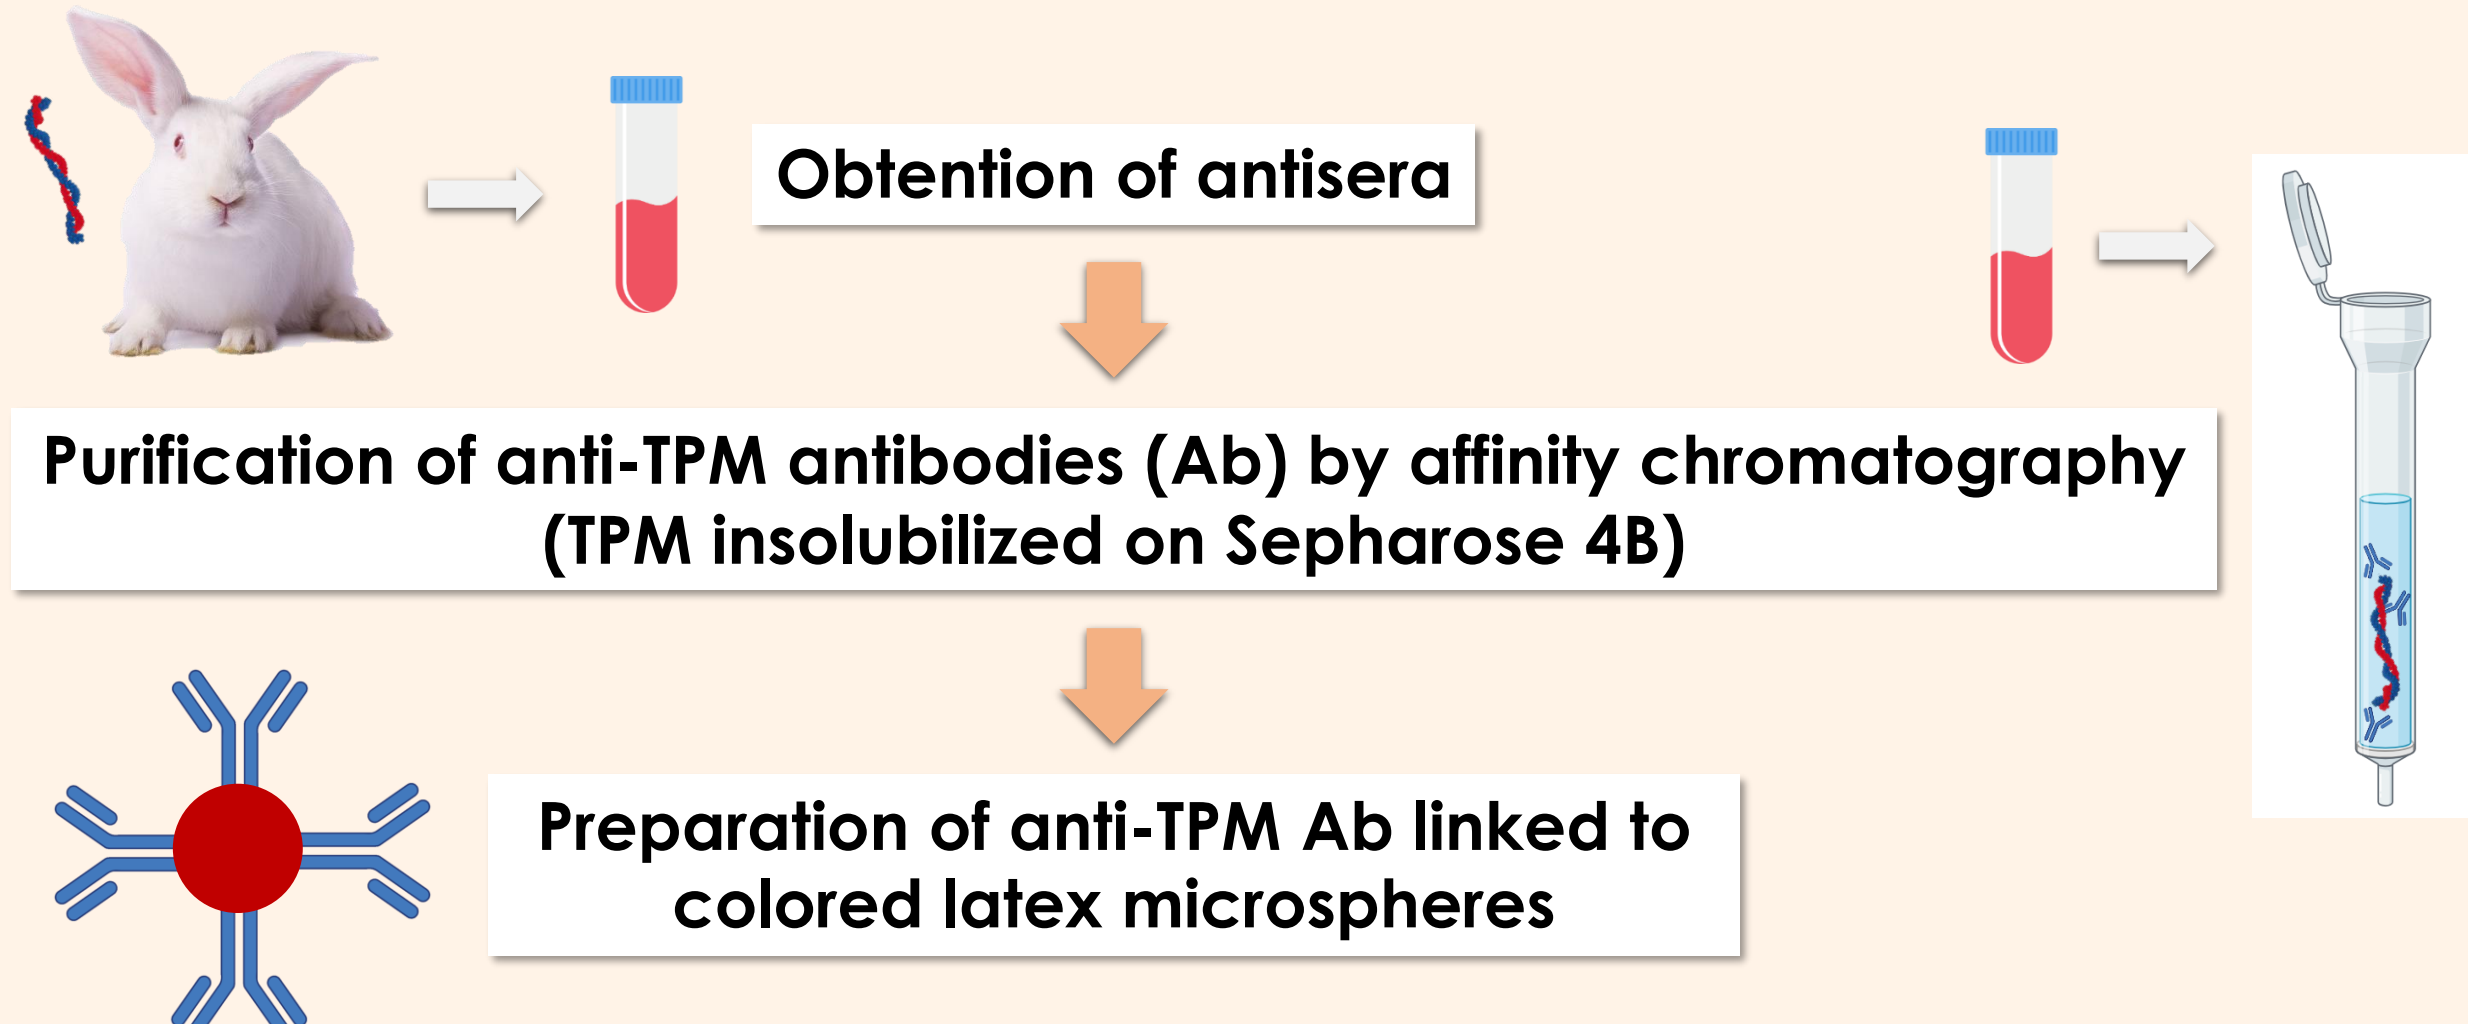 Obtention of antisera
Purification of anti-TPM antibodies (Ab) by affinity chromatography
(TPM insolubilized on Sepharose 4B)
Preparation of anti-TPM Ab linked to
colored latex microspheres